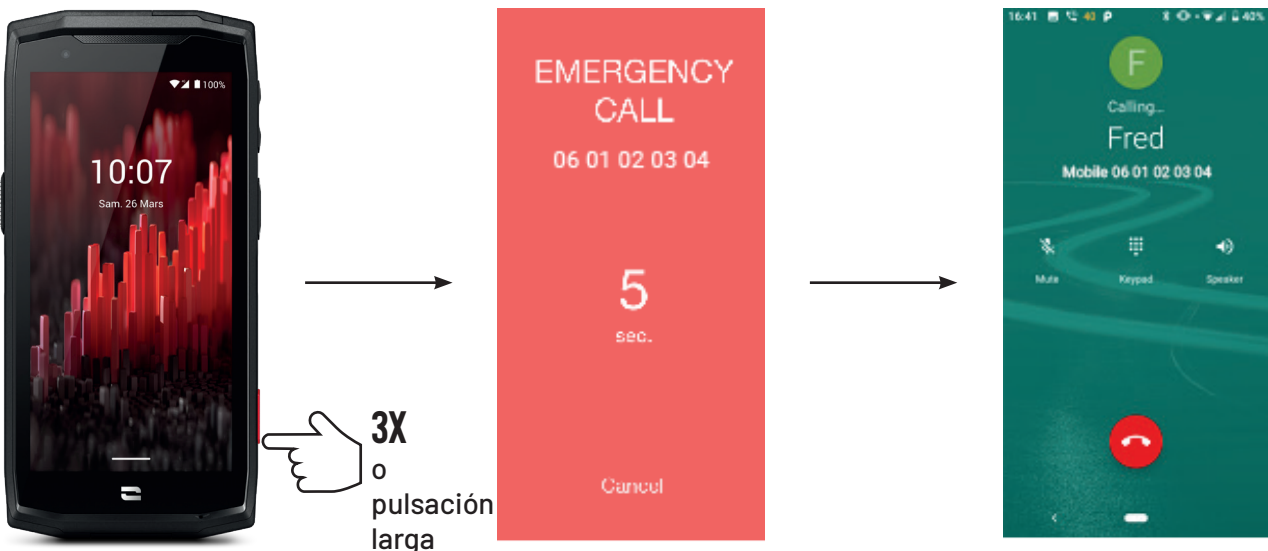 100%
10:07
Sam. 26 Mars
3X
o
pulsación
larga
EMERGENCY
CALL
06 01 02 03 04
5
sec.
Cancel
16:41 40 P 40%
F
Calling...
Fred
Mobile 06 01 02 03 04
Mute Keypad Speaker